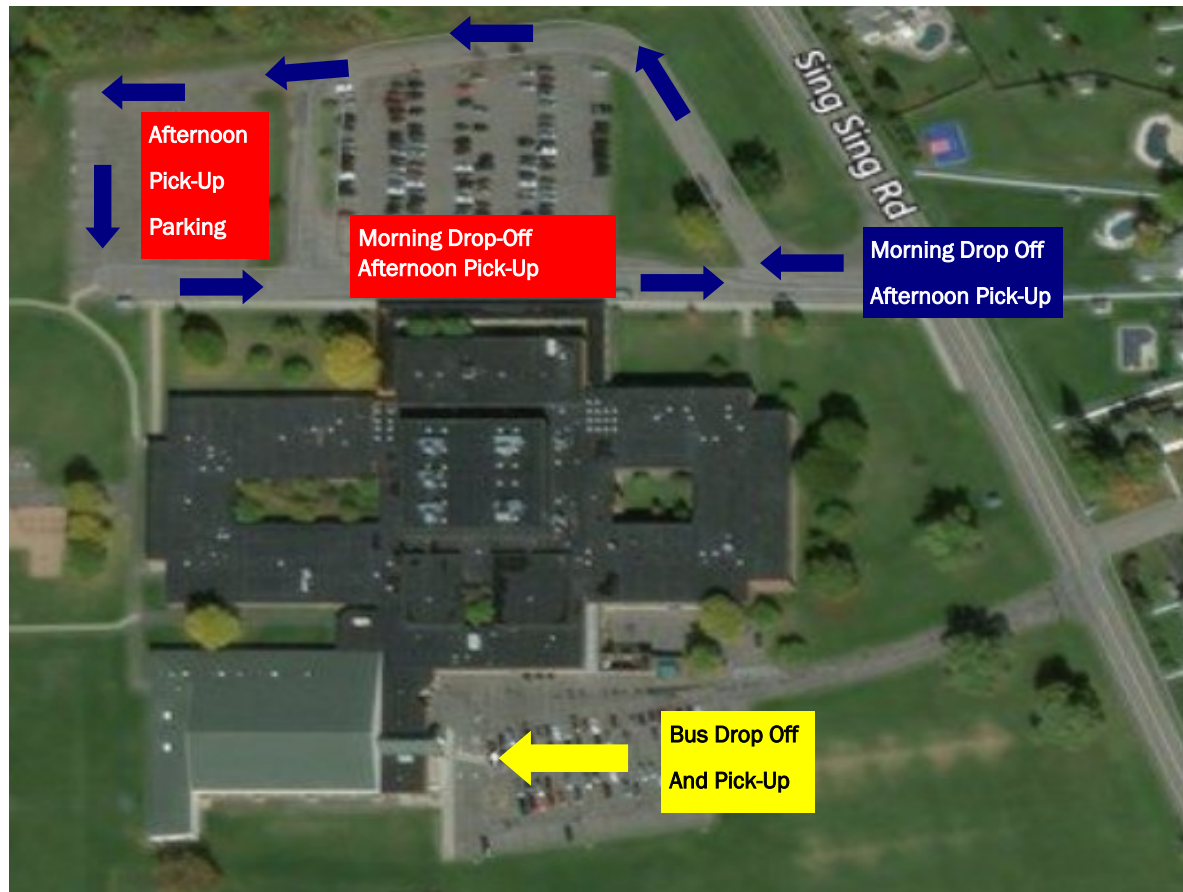 Sing Sing Rd
Afternoon
Pick-Up
Parking
Morning Drop-Off
Afternoon Pick-Up
Morning Drop Off
Afternoon Pick-Up
Bus Drop Off
And Pick-Up